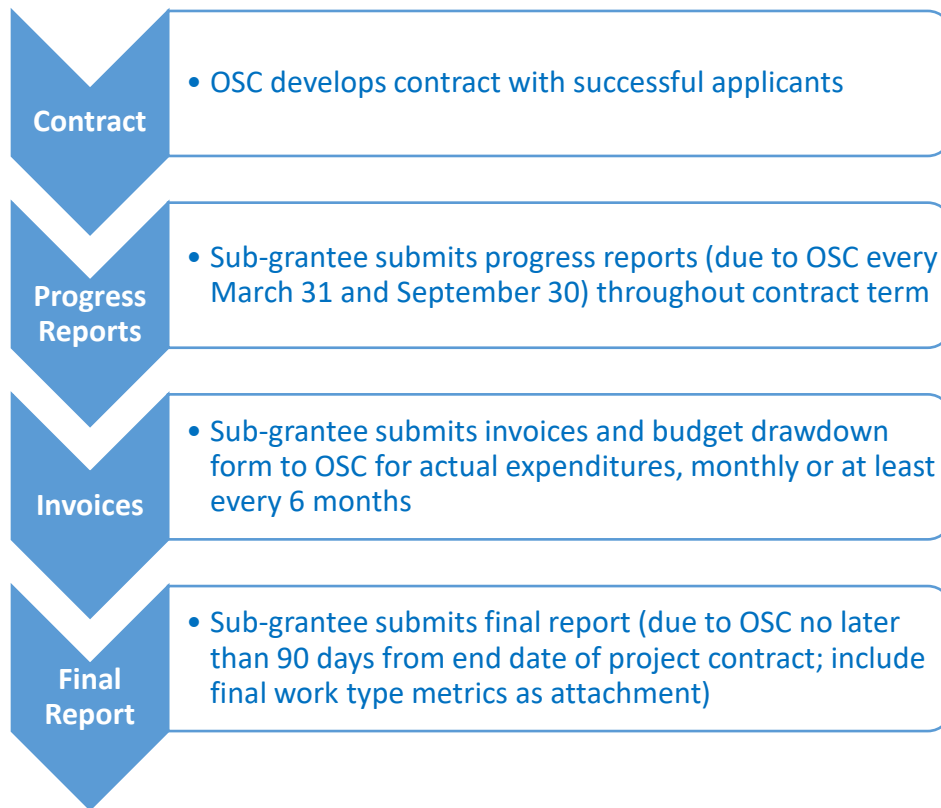 Contract
• OSC develops contract with successful applicants
Progress
Reports
• Sub-grantee submits progress reports (due to OSC every
March 31 and September 30) throughout contract term
Invoices
• Sub-grantee submits invoices and budget drawdown
form to OSC for actual expenditures, monthly or at least
every 6 months
Final
Report
• Sub-grantee submits final report (due to OSC no later
than 90 days from end date of project contract; include
final work type metrics as attachment)